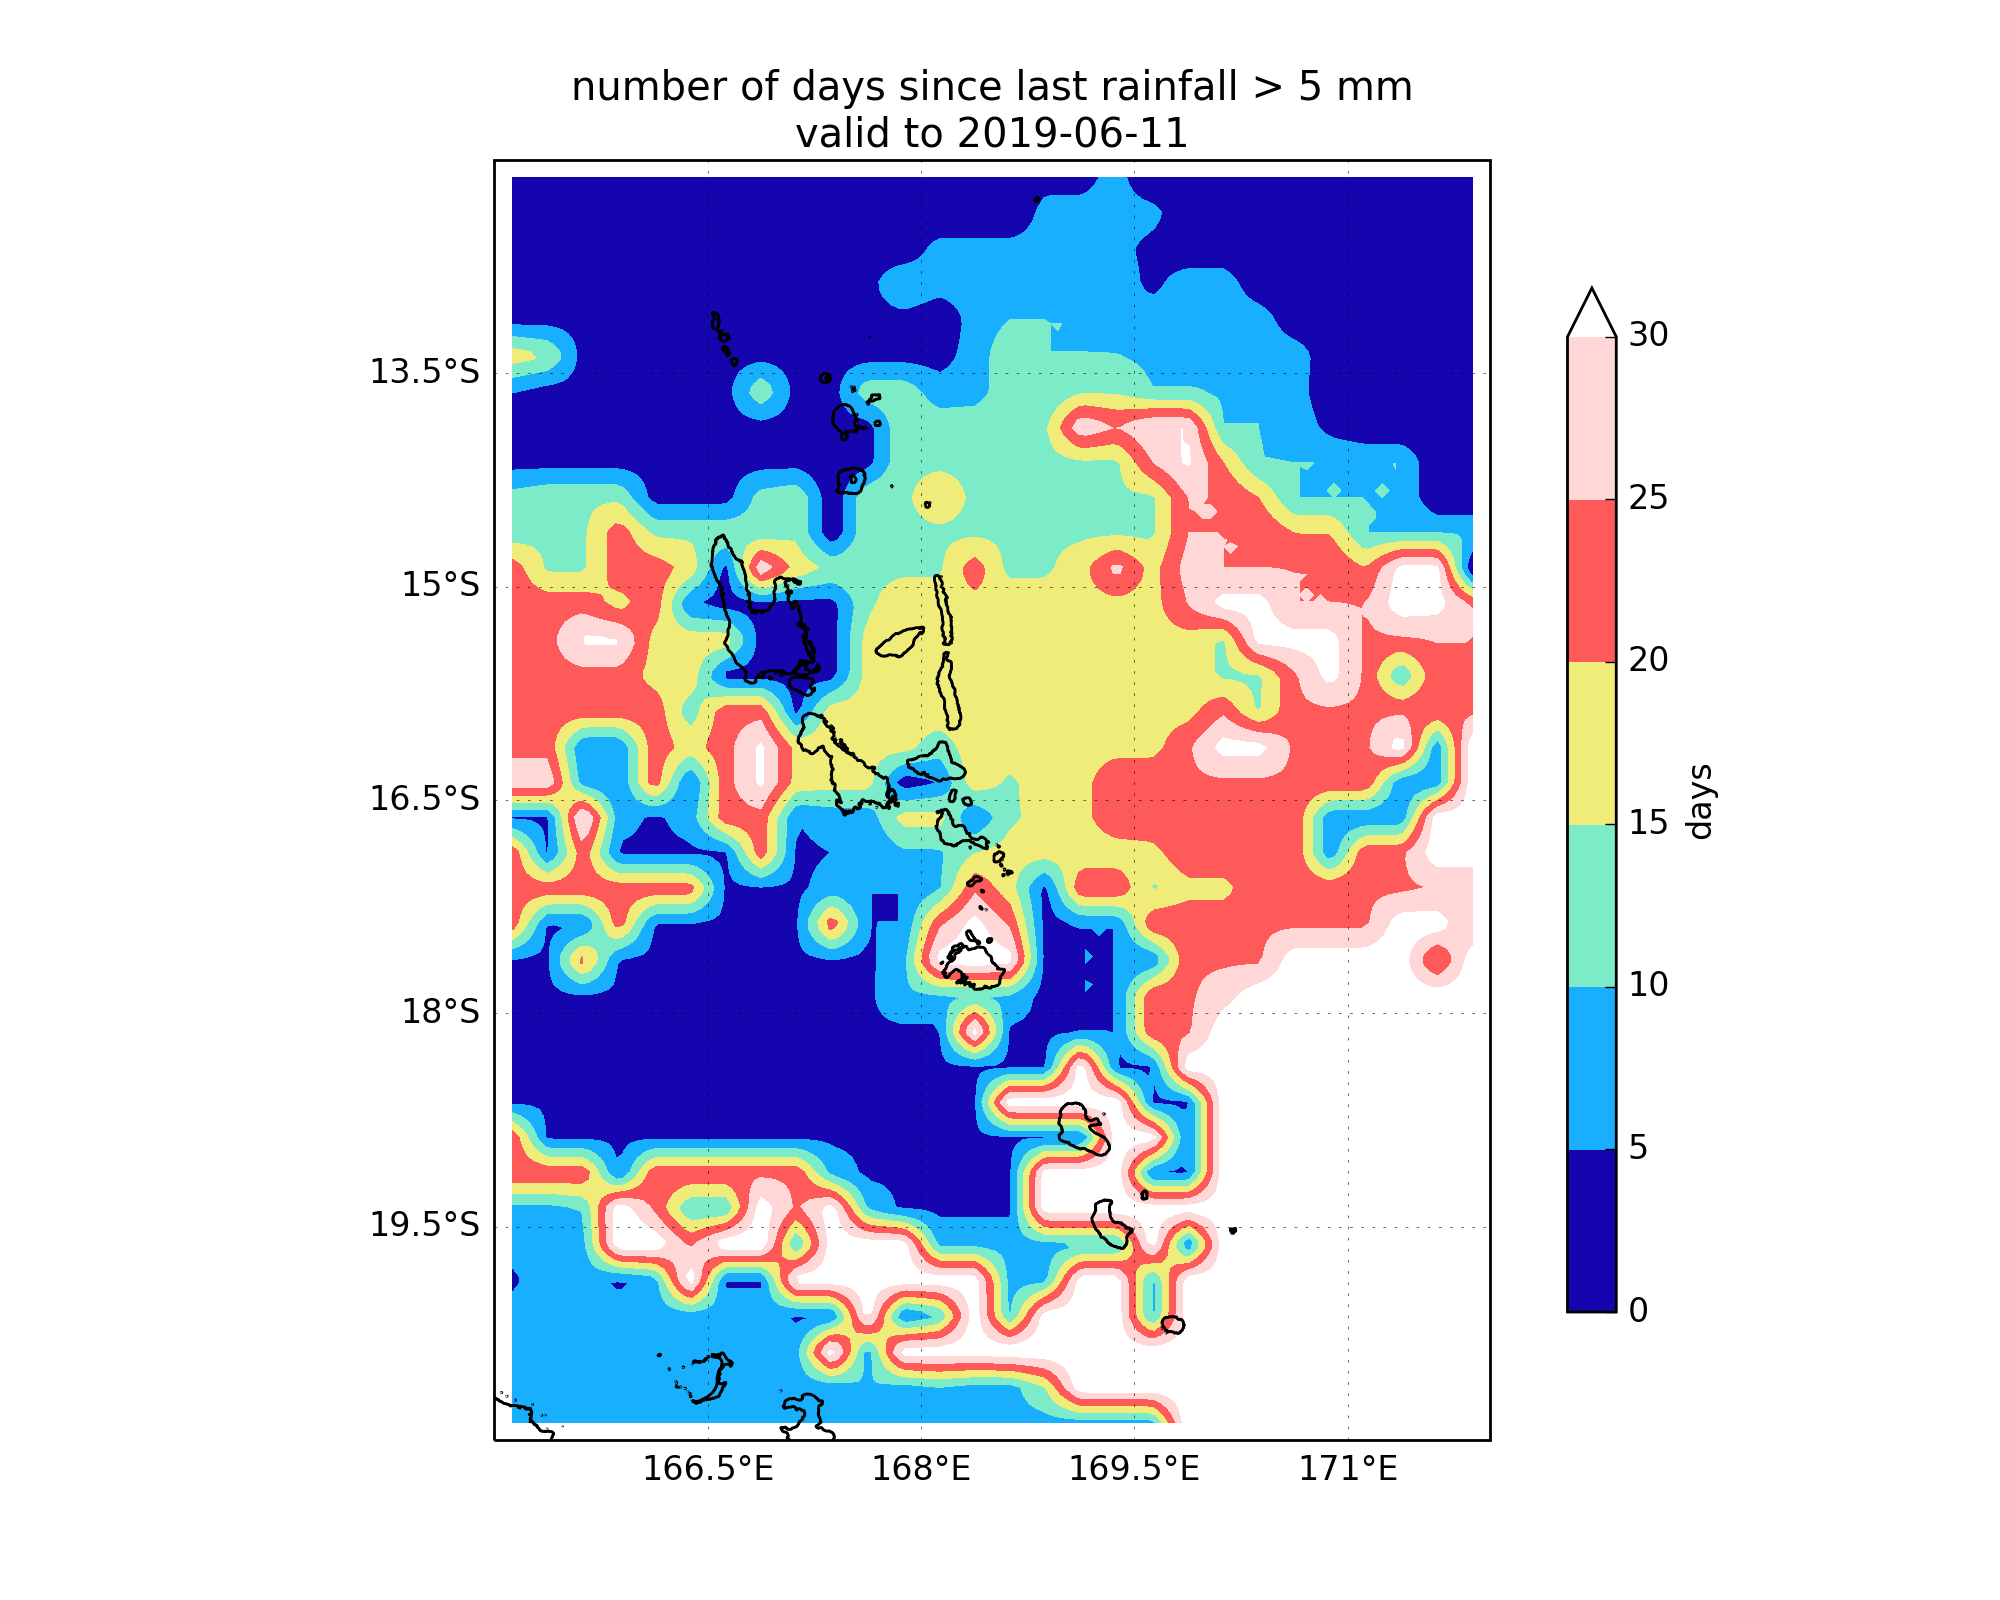 number of days since last rainfall > 5 mm
valid to 2019-06-11
13.5°S
15°S
16.5°S
18°S
19.5°S
166.5°E
168°E
169.5°E
171°E
30
25
20
15
10
5
0
days